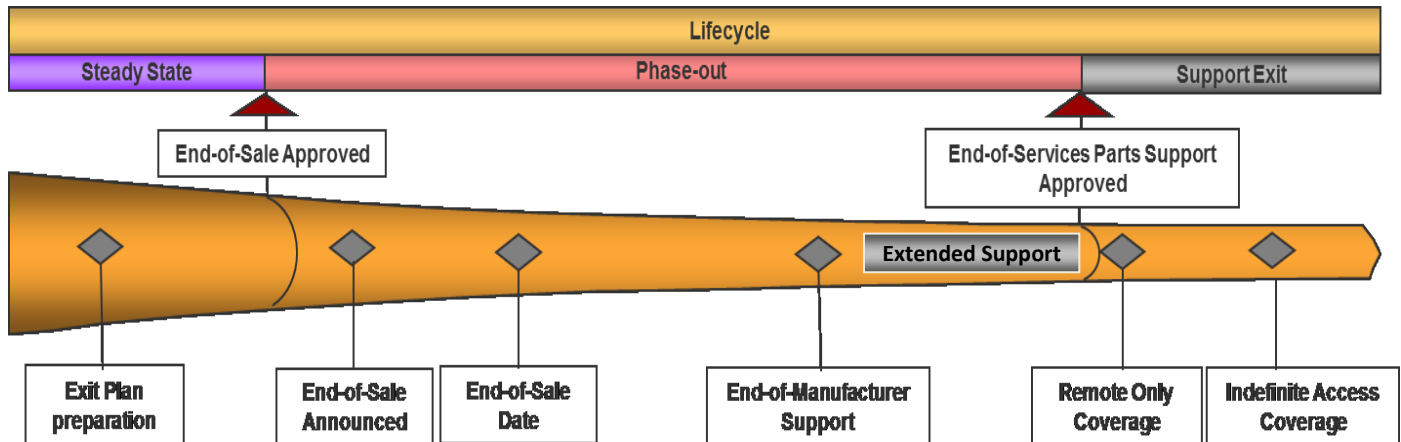 Lifecycle
Steady State
Phase-out
Support Exit
End-of-Sale Approved
End-of-Services Parts Support
Approved
Extended Support
Exit Plan
preparation
End-of-Sale
Announced
End-of-Sale
Date
End-of-Manufacturer
Support
Remote Only
Coverage
Indefinite Access
Coverage